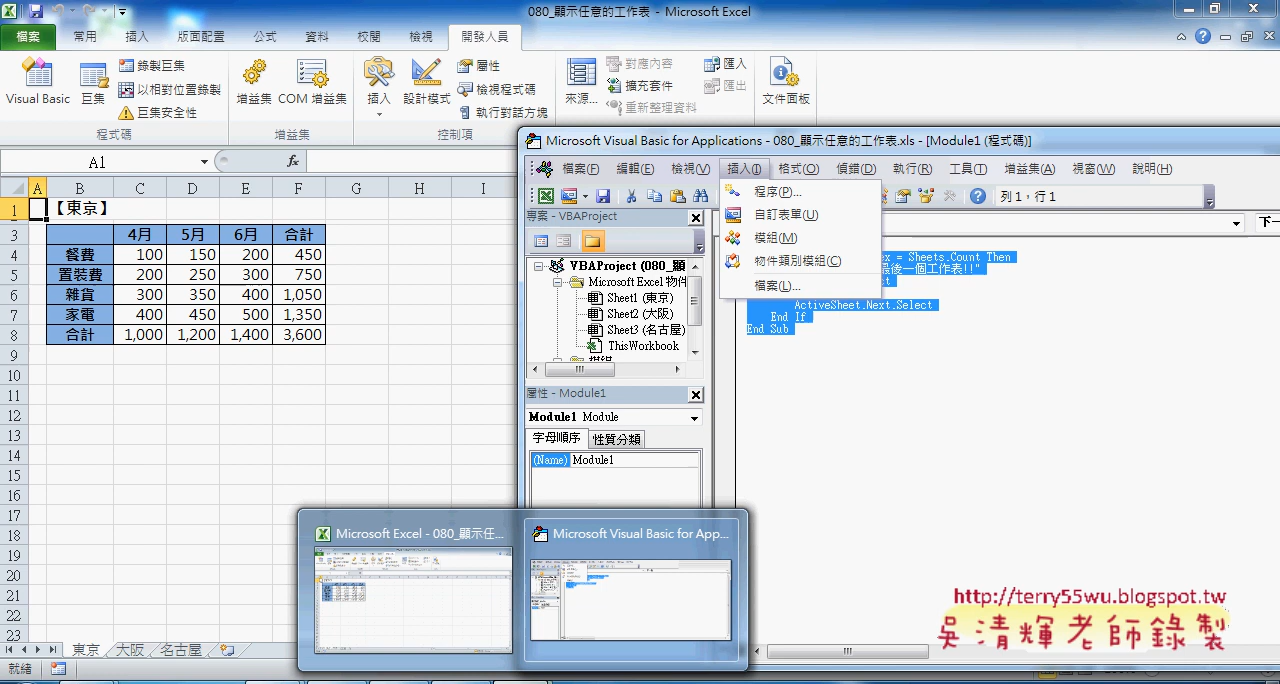 080_顯示任意的工作表 - Microsoft Excel
檔案 常用 插入 版面配置 公式 資料 校閱 檢視 開發人員
Visual Basic 巨集 錄製巨集 以相對位置錄製 巨集安全性 程式碼
增益集 COM 增益集 增益集
插入 設計模式 屬性 檢視程式碼 執行對話方塊 控制項
來源... 對應內容 擴充套件 重新整理資料 匯入 匯出
文件面板
A1 fx
A B C D E F G H I
1 【東京】
3 4月 5月 6月 合計
4 餐費 100 150 200 450
5 置裝費 200 250 300 750
6 雜貨 300 350 400 1,050
7 家電 400 500 1,350
8 合計 1,000 1,200 1,400 3,600
9
10
11
12
13
14
15
16
17
18
19
20
21
22
23
東京 大阪 名古屋
就緒
Microsoft Visual Basic for Applications - 080_顯示任意的工作表.xls - [Module1 (程式碼)]
檔案(F) 編輯(E) 檢視(V) 插入(I) 格式(O) 偵錯(D) 執行(R) 工具(T) 增益集(A) 視窗(W) 說明(H)
列 1，行 1
程序(P)...
自訂表單(U)
模組(M)
物件類別模組(C)
檔案(L)...
專案 - VBAProject
VBAProject (080_顯
Microsoft Excel 物件
Sheet1 (東京)
Sheet2 (大阪)
Sheet3 (名古屋)
ThisWorkbook
模組
屬性 - Module1
Module1 Module
字母順序 性質分類
(Name) Module1
ex = Sheets.Count Then
最後一個工作表!!"
ActiveSheet.Next.Select
End If
End Sub
Microsoft Excel - 080_顯示任...
Microsoft Visual Basic for App...
http://terry55wu.blogspot.tw
吳清輝老師錄製